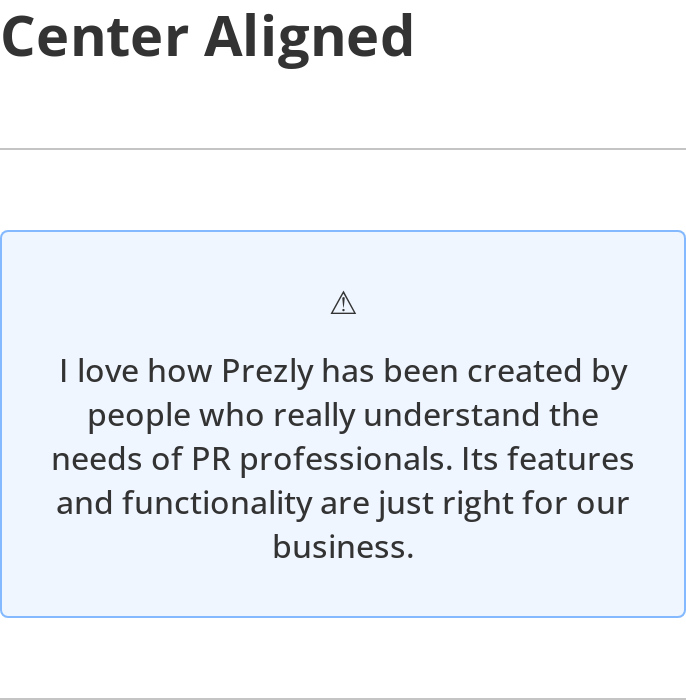 Center Aligned
⚠
I love how Prezly has been created by
people who really understand the
needs of PR professionals. Its features
and functionality are just right for our
business.